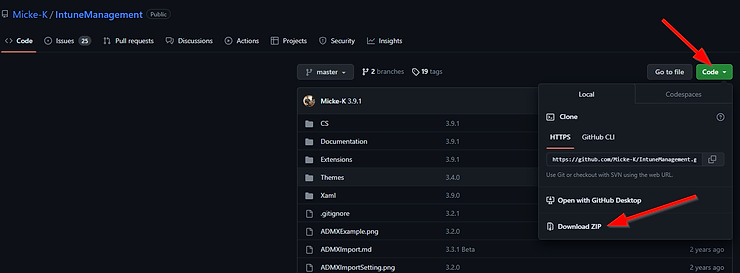 Micke-K / IntuneManagement Public
Code Issues 25 Pull requests Discussions Actions Projects Security Insights
master 2 branches 19 tags Go to file Code
Micke-K 3.9.1
CS 3.9.1
Documentation 3.9.1
Extensions 3.9.1
Themes 3.4.0
Xaml 3.9.0
.gitignore 3.2.1
ADMXExample.png 3.2.0
ADMXImport.md 3.3.1 Beta 2 years ago
ADMXImportSetting.png 3.2.0 2 years ago
Local Codespaces
Clone
HTTPS GitHub CLI
https://github.com/Micke-K/IntuneManagement.g
Use Git or checkout with SVN using the web URL.
Open with GitHub Desktop
Download ZIP